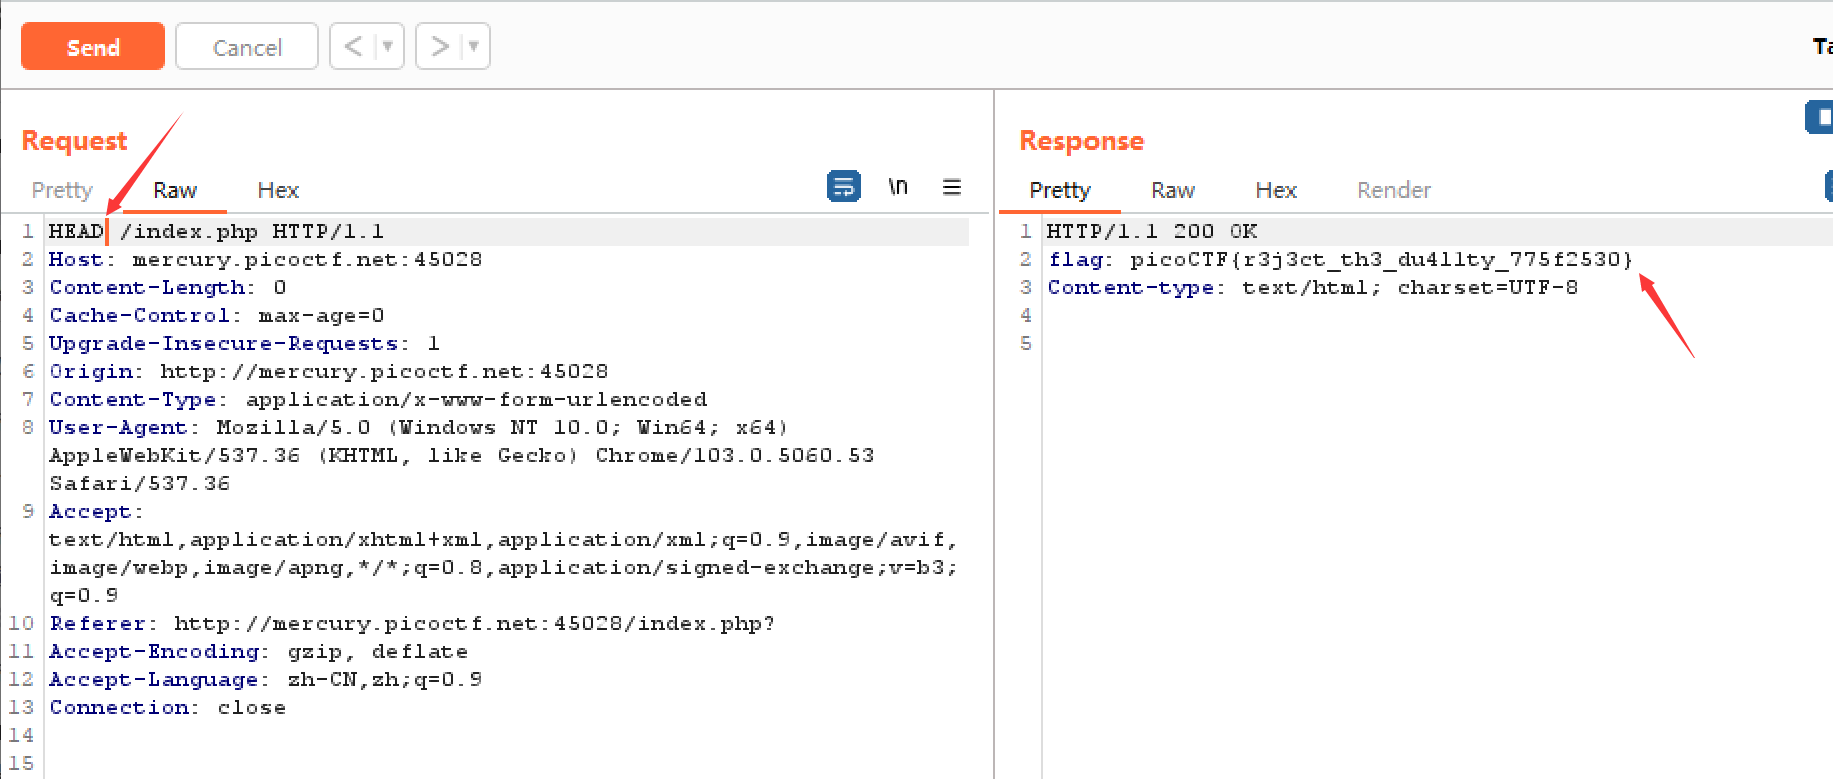 Send Cancel < >
Ta
Request
Pretty Raw Hex
\n
1 HEAD /index.php HTTP/1.1
2 Host: mercury.picoctf.net:45028
3 Content-Length: 0
4 Cache-Control: max-age=0
5 Upgrade-Insecure-Requests: 1
6 Origin: http://mercury.picoctf.net:45028
7 Content-Type: application/x-www-form-urlencoded
8 User-Agent: Mozilla/5.0 (Windows NT 10.0; Win64; x64)
AppleWebKit/537.36 (KHTML, like Gecko) Chrome/103.0.5060.53
Safari/537.36
9 Accept:
text/html,application/xhtml+xml,application/xml;q=0.9,image/avif,
image/webp,image/apng,*/*;q=0.8,application/signed-exchange;v=b3;
q=0.9
10 Referer: http://mercury.picoctf.net:45028/index.php?
11 Accept-Encoding: gzip, deflate
12 Accept-Language: zh-CN,zh;q=0.9
13 Connection: close
14
15
Response
Pretty Raw Hex Render
1 HTTP/1.1 200 OK
2 flag: picoCTF{r3j3ct_th3_du4l1ty_775f2530}
3 Content-type: text/html; charset=UTF-8
4
5